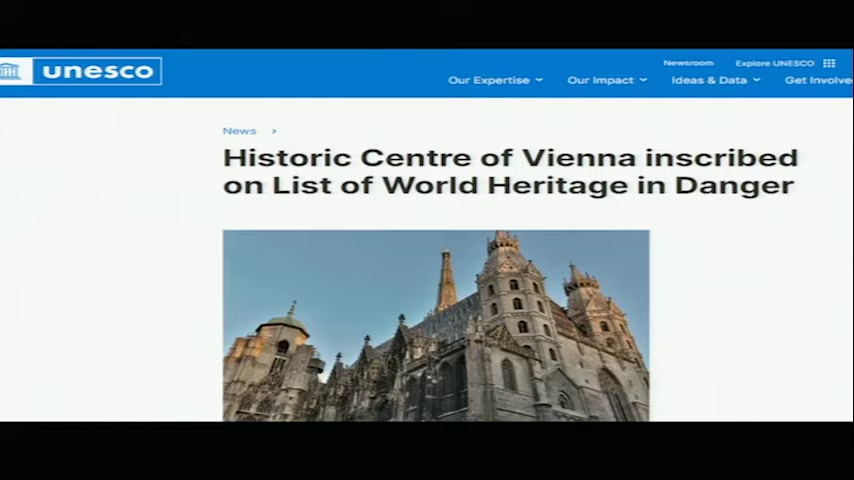 unesco
Newsroom Explore UNESCO
Our Expertise Our Impact Ideas & Data Get Involve
News >
Historic Centre of Vienna inscribed
on List of World Heritage in Danger